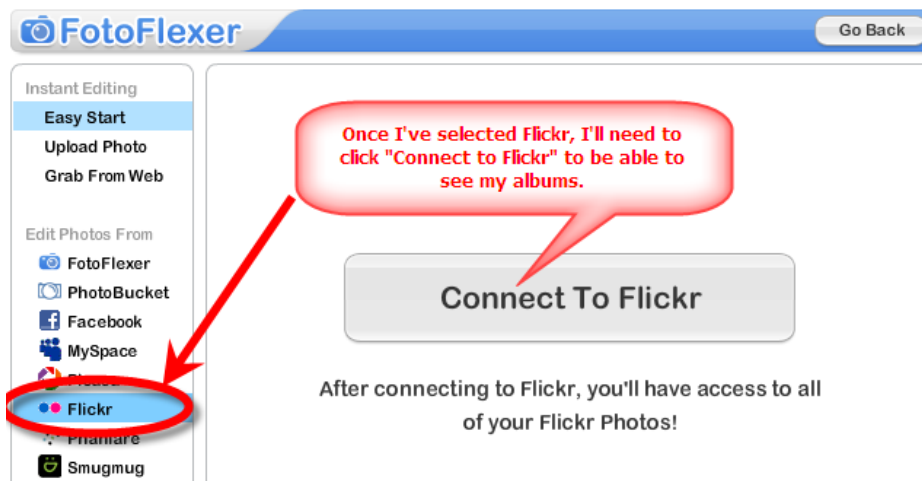 FotoFlexer
Go Back
Instant Editing
Easy Start
Upload Photo
Grab From Web
Edit Photos From
FotoFlexer
PhotoBucket
Facebook
MySpace
Picasa
Flickr
Phanfare
Smugmug
Once I've selected Flickr, I'll need to
click "Connect to Flickr" to be able to
see my albums.
Connect To Flickr
After connecting to Flickr, you'll have access to all
of your Flickr Photos!